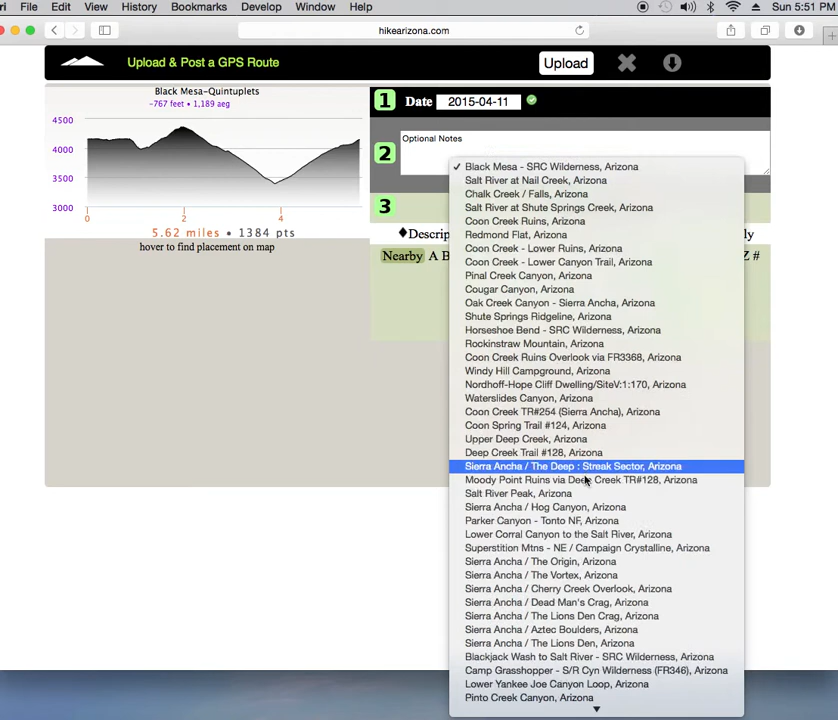 ri File Edit View History Bookmarks Develop Window Help Sun 5:51 PM
hikearizona.com
Upload & Post a GPS Route Upload
Black Mesa-Quintuplets
-767 feet • 1,189 aeg
4500
4000
3500
3000
0 2 4
5.62 miles • 1384 pts
hover to find placement on map
1 Date 2015-04-11
2 Optional Notes
3
♦Descrip ly
Nearby A B Z #
✓ Black Mesa - SRC Wilderness, Arizona
Salt River at Nail Creek, Arizona
Chalk Creek / Falls, Arizona
Salt River at Shute Springs Creek, Arizona
Coon Creek Ruins, Arizona
Redmond Flat, Arizona
Coon Creek - Lower Ruins, Arizona
Coon Creek - Lower Canyon Trail, Arizona
Pinal Creek Canyon, Arizona
Cougar Canyon, Arizona
Oak Creek Canyon - Sierra Ancha, Arizona
Shute Springs Ridgeline, Arizona
Horseshoe Bend - SRC Wilderness, Arizona
Rockinstraw Mountain, Arizona
Coon Creek Ruins Overlook via FR3368, Arizona
Windy Hill Campground, Arizona
Nordhoff-Hope Cliff Dwelling/SiteV:1:170, Arizona
Waterslides Canyon, Arizona
Coon Creek TR#254 (Sierra Ancha), Arizona
Coon Spring Trail #124, Arizona
Upper Deep Creek, Arizona
Deep Creek Trail #128, Arizona
Sierra Ancha / The Deep : Streak Sector, Arizona
Moody Point Ruins via Deep Creek TR#128, Arizona
Salt River Peak, Arizona
Sierra Ancha / Hog Canyon, Arizona
Parker Canyon - Tonto NF, Arizona
Lower Corral Canyon to the Salt River, Arizona
Superstition Mtns - NE / Campaign Crystalline, Arizona
Sierra Ancha / The Origin, Arizona
Sierra Ancha / The Vortex, Arizona
Sierra Ancha / Cherry Creek Overlook, Arizona
Sierra Ancha / Dead Man's Crag, Arizona
Sierra Ancha / The Lions Den Crag, Arizona
Sierra Ancha / Aztec Boulders, Arizona
Sierra Ancha / The Lions Den, Arizona
Blackjack Wash to Salt River - SRC Wilderness, Arizona
Camp Grasshopper - S/R Cyn Wilderness (FR346), Arizona
Lower Yankee Joe Canyon Loop, Arizona
Pinto Creek Canyon, Arizona